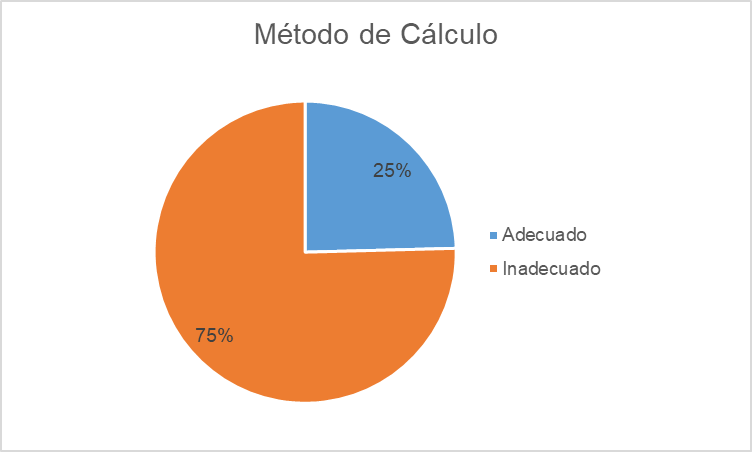 Método de Cálculo
25%
Adecuado
Inadecuado
75%